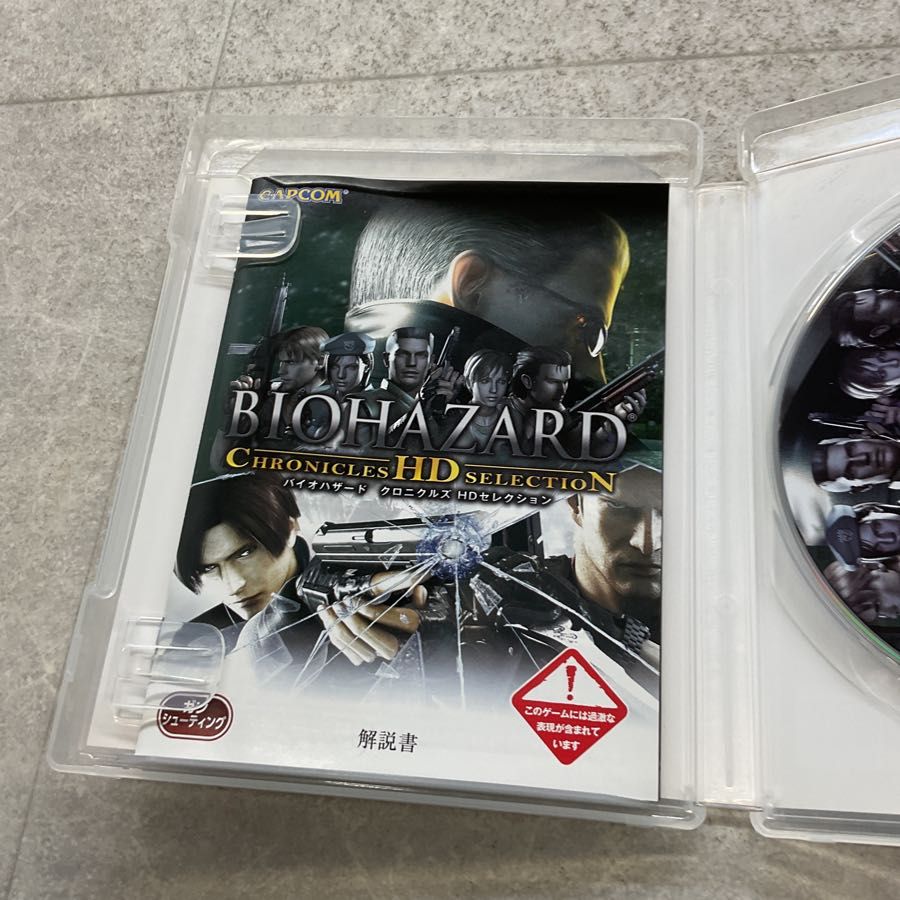 CAPCOM®
BIOHAZARD®
CHRONICLES HD SELECTION
バイオハザード クロニクルズ HDセレクション
ガン
シューティング
解説書
!
このゲームには過激な
表現が含まれて
います